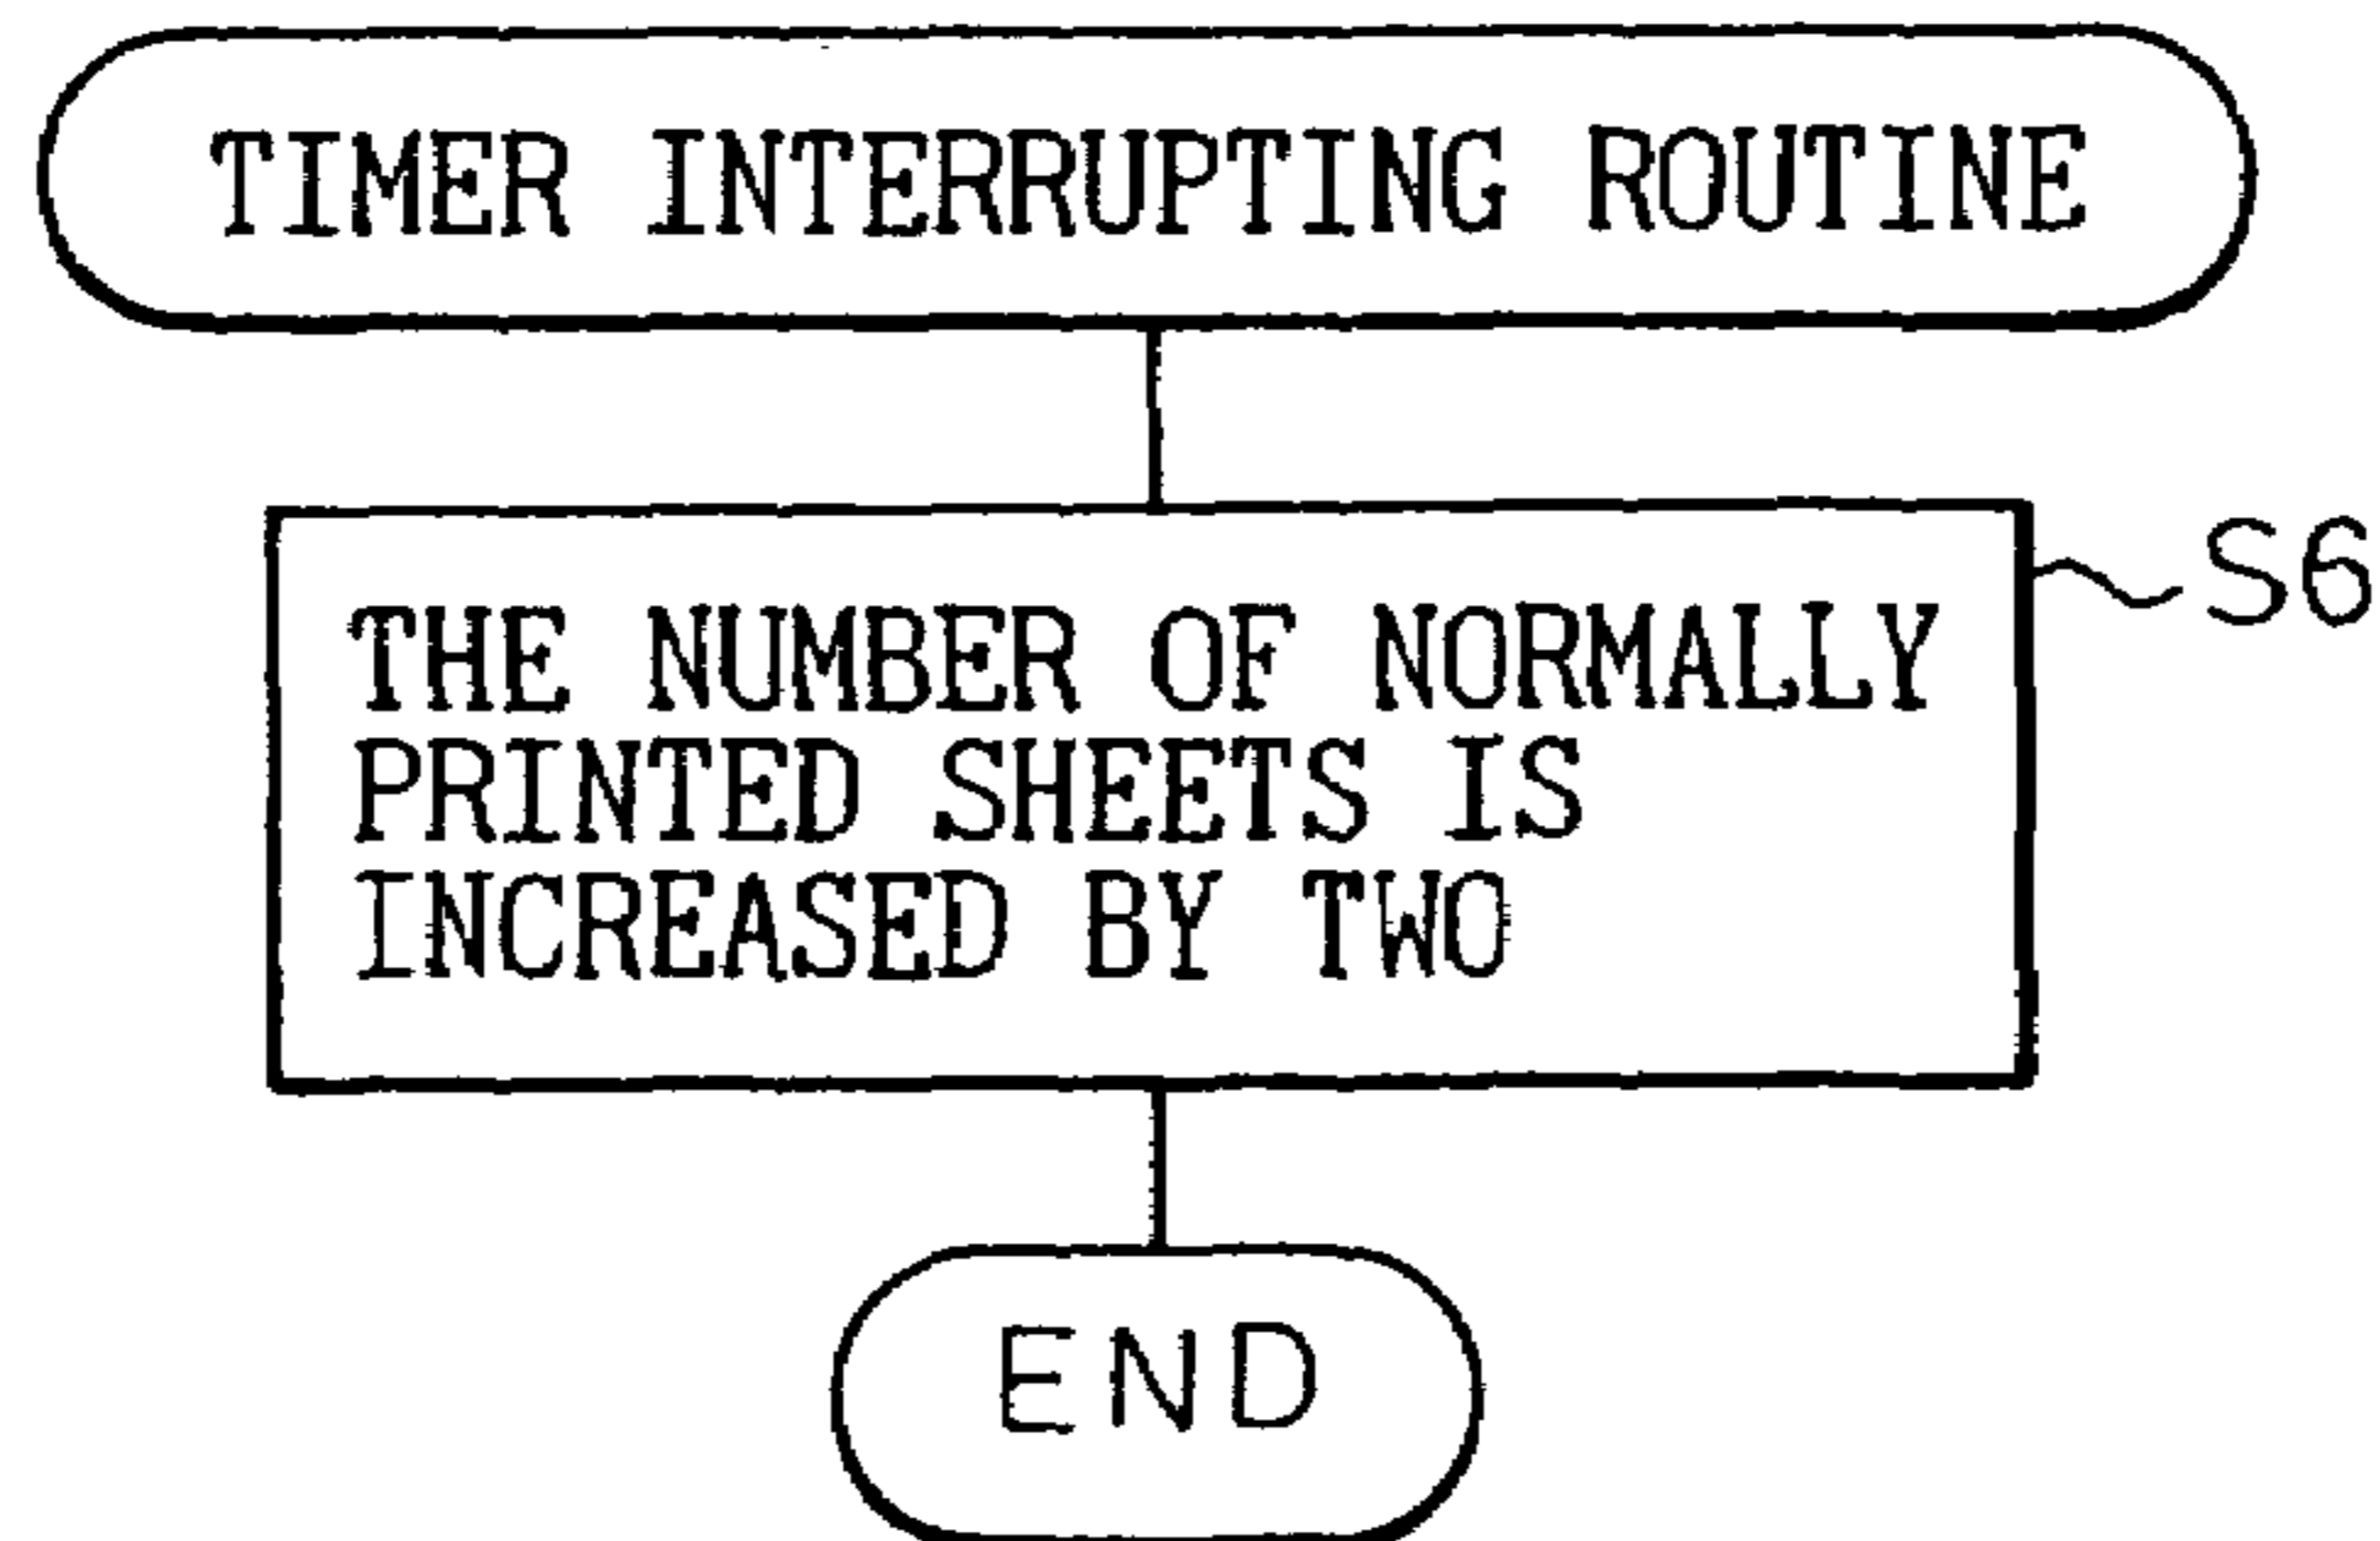 TIMER INTERRUPTING ROUTINE
S6
THE NUMBER OF NORMALLY
PRINTED SHEETS IS
INCREASED BY TWO
END